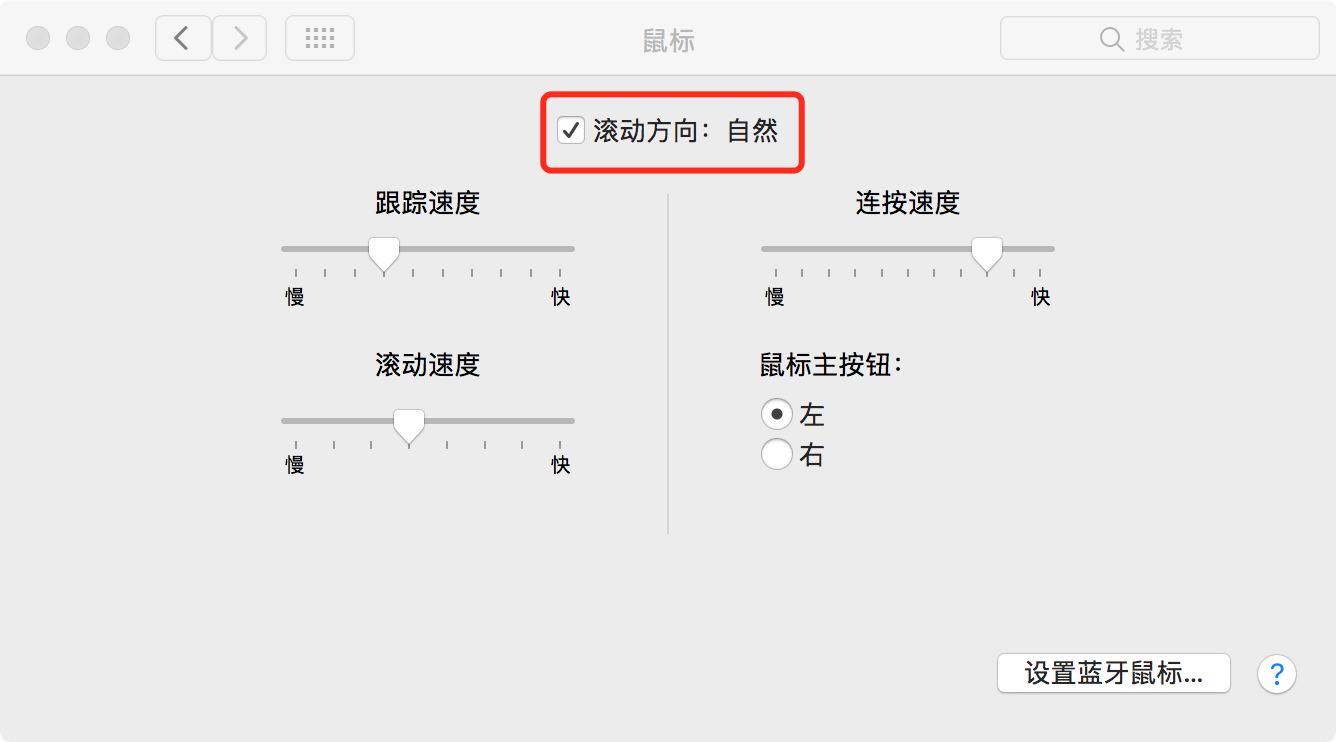 鼠标
搜索
滚动方向：自然
跟踪速度
慢
快
滚动速度
慢
快
连按速度
慢
快
鼠标主按钮：
左
右
设置蓝牙鼠标...
?